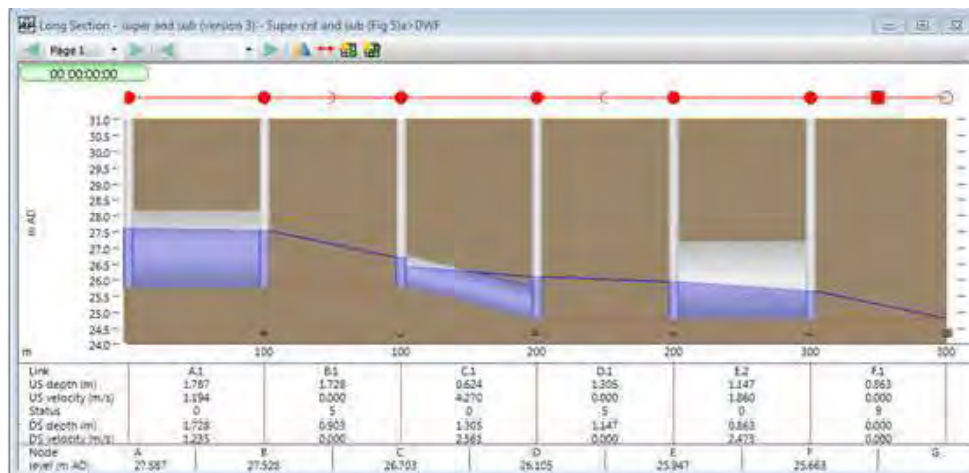 Long Section - super and sub (version 3) - Super cnt and sub (Fig 5)a>DWF
Page 1
00 00:00:00
31.0
30.5
30.0
29.5
29.0
28.5
28.0
27.5
27.0
26.5
26.0
25.5
25.0
24.5
24.0
m AD
m 100 100 200 200 300 300
Link A.1 B.1 C.1 D.1 E.2 F.1
US depth (m) 1.787 1.728 0.624 1.305 1.147 0.863
US velocity (m/s) 1.194 0.000 4.270 0.000 1.860 0.000
Status 0 5 0 5 0 9
DS depth (m) 1.728 0.903 1.305 1.147 0.863 0.000
DS velocity (m/s) 1.235 0.000 2.565 0.000 2.473 0.000
Node A B C D E F G
level (m AD) 27.587 27.528 26.703 26.105 25.947 25.663